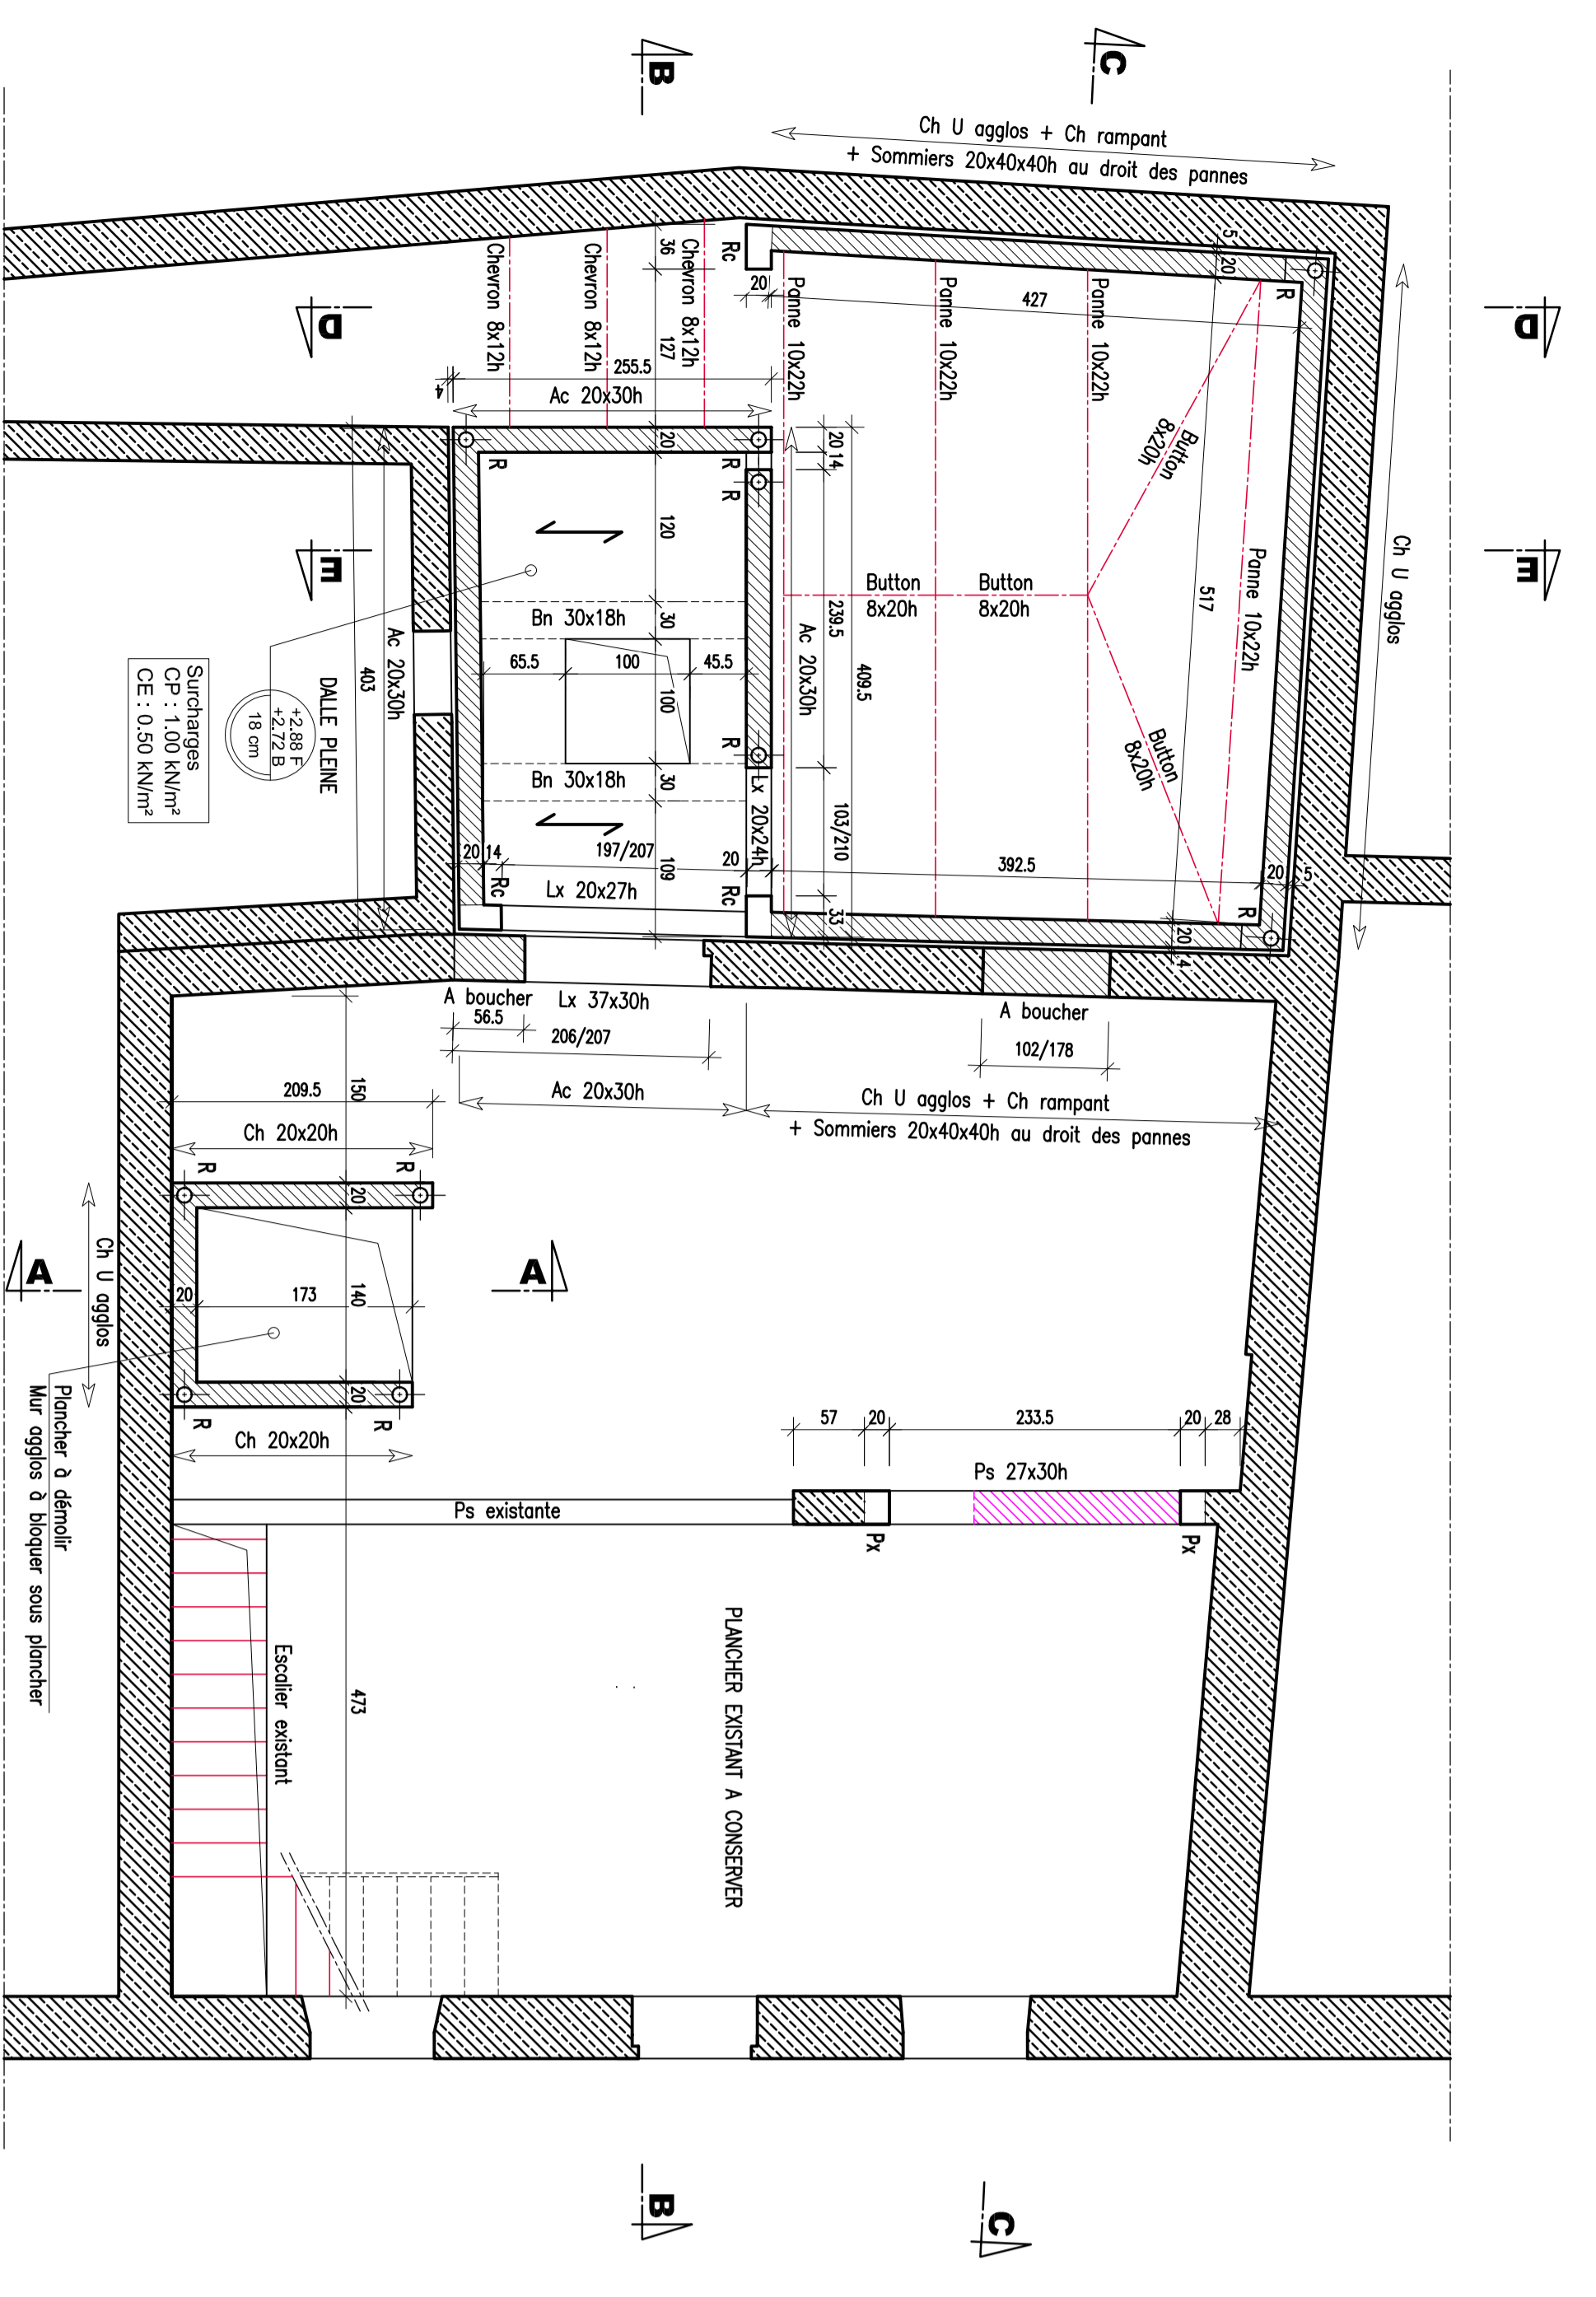 B
C
Ch U agglos + Ch rampant
+ Sommiers 20x40x40h au droit des pannes
D
D
E
E
Ch U agglos
5
20
R
427
Rc
20
36
127
Chevron 8x12h
Chevron 8x12h
Chevron 8x12h
Panne 10x22h
Panne 10x22h
Panne 10x22h
Panne 10x22h
Button
8x20h
Button
8x20h
Button
8x20h
Button
8x20h
517
255.5
4
Ac 20x30h
20
20
14
R
R
R
R
120
30
100
30
109
Bn 30x18h
Bn 30x18h
65.5
100
45.5
239.5
Ac 20x30h
409.5
103/210
33
Lx 20x24h
392.5
20
5
R
20
4
197/207
20
14
20
Rc
Rc
Lx 20x27h
Ac 20x30h
403
DALLE PLEINE
+2.88 F
+2.72 B
18 cm
Surcharges
CP : 1.00 kN/m²
CE : 0.50 kN/m²
A boucher
56.5
Lx 37x30h
206/207
Ac 20x30h
A boucher
102/178
Ch U agglos + Ch rampant
+ Sommiers 20x40x40h au droit des pannes
209.5
150
Ch 20x20h
R
R
20
20
173
140
20
R
R
Ch 20x20h
Ch U agglos
A
A
Plancher à démolir
Mur agglos à bloquer sous plancher
57
20
233.5
20
28
Ps 27x30h
Px
Px
Ps existante
Escalier existant
473
PLANCHER EXISTANT A CONSERVER
B
C